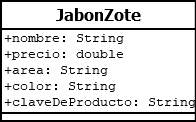 JabonZote
+nombre: String
+precio: double
+area: String
+color: String
+claveDeProducto: String